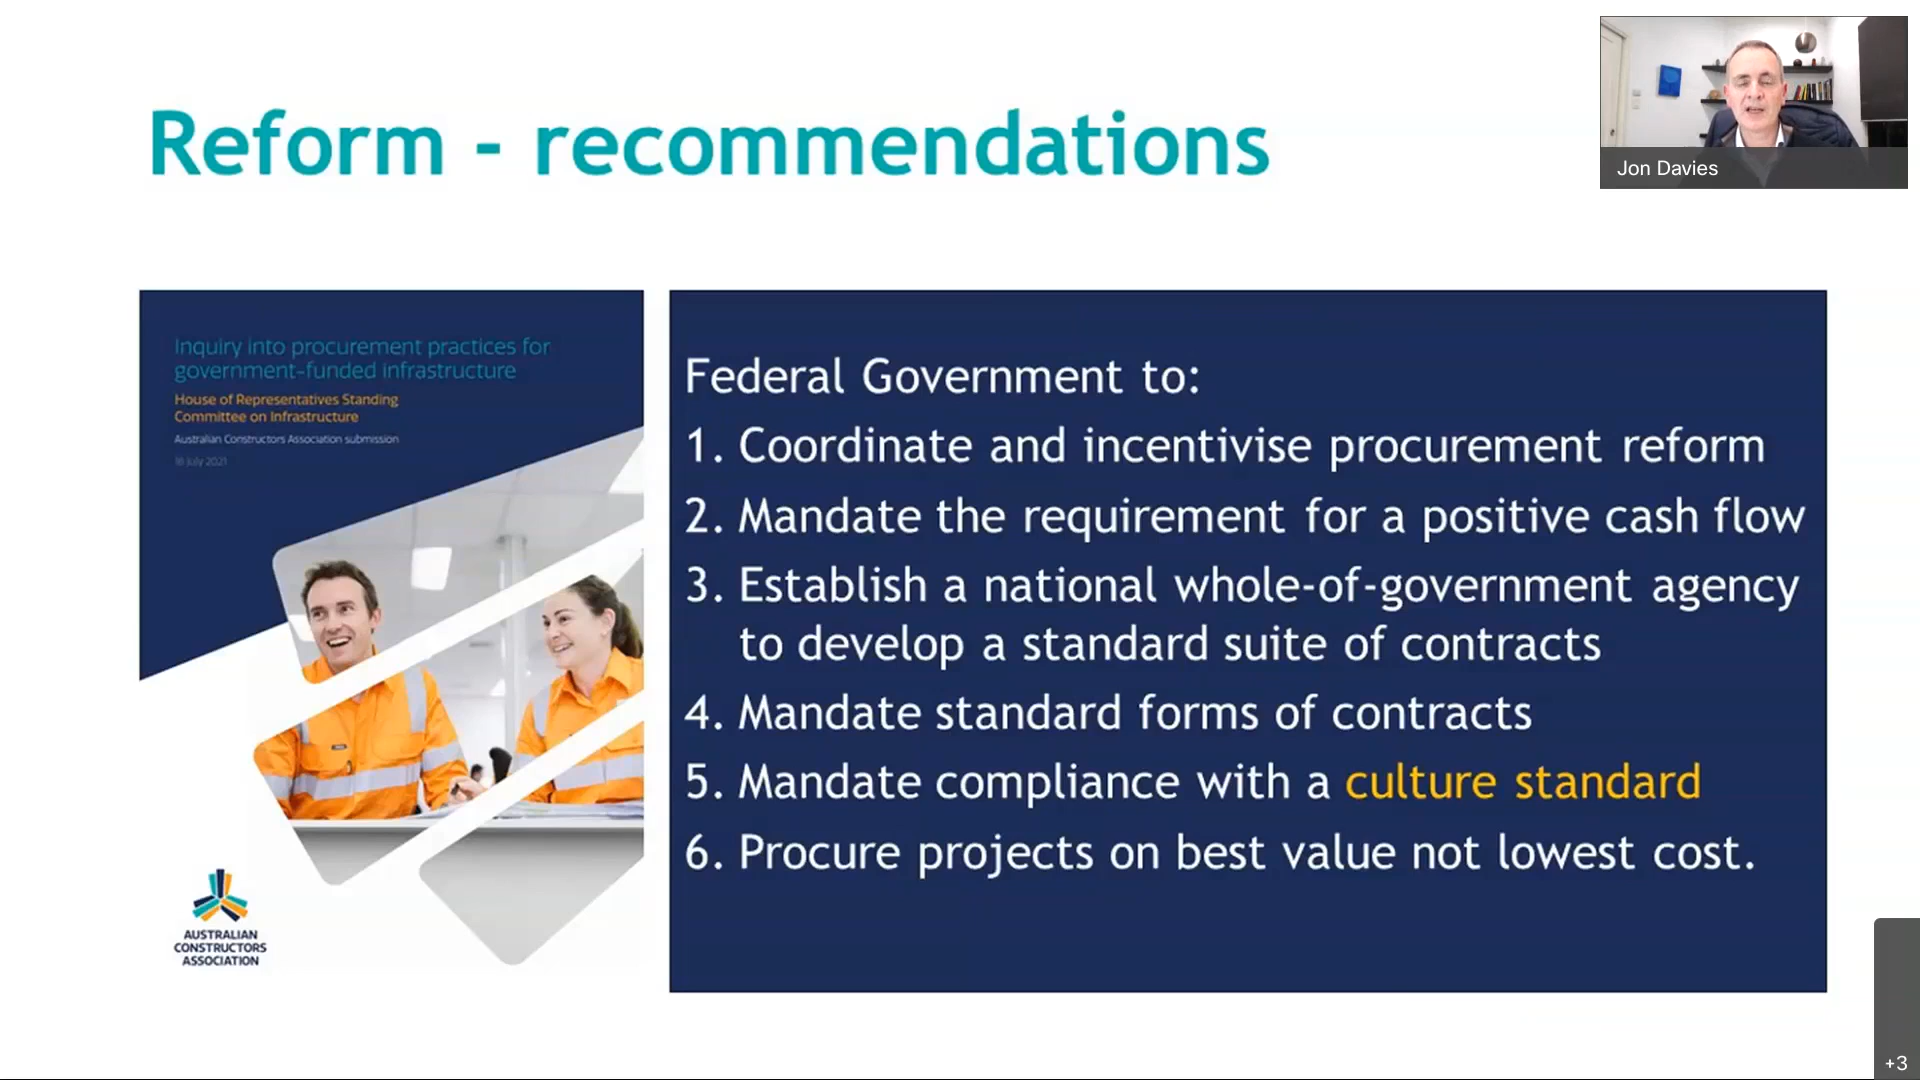 Reform - recommendations
Jon Davies
Inquiry into procurement practices for
government-funded infrastructure
House of Representatives Standing
Committee on Infrastructure
Australian Constructors Association submission
16 July 2021
AUSTRALIAN
CONSTRUCTORS
ASSOCIATION
Federal Government to:
1. Coordinate and incentivise procurement reform
2. Mandate the requirement for a positive cash flow
3. Establish a national whole-of-government agency
to develop a standard suite of contracts
4. Mandate standard forms of contracts
5. Mandate compliance with a culture standard
6. Procure projects on best value not lowest cost.
+3